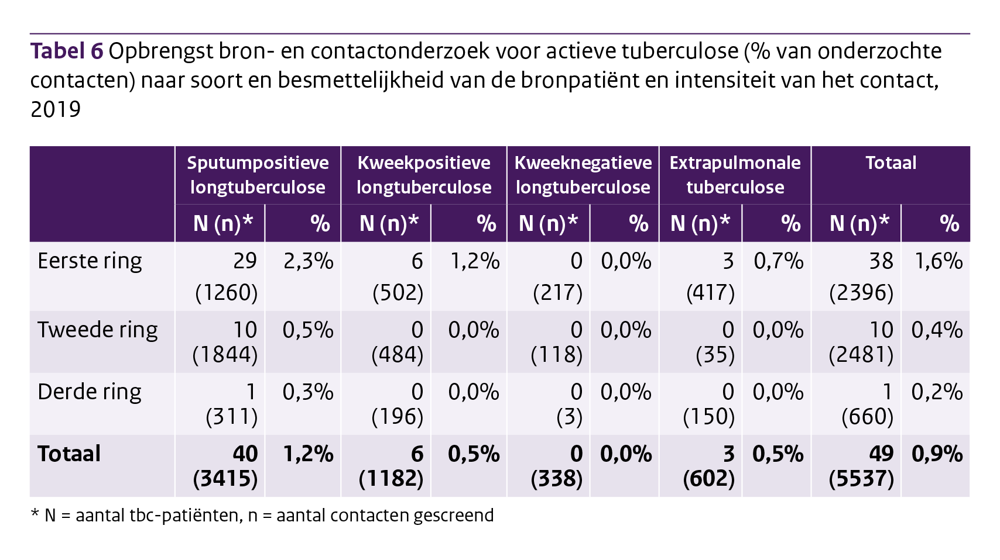 Tabel 6 Opbrengst bron- en contactonderzoek voor actieve tuberculose (% van onderzochte
contacten) naar soort en besmettelijkheid van de bronpatiënt en intensiteit van het contact,
2019
Sputumpositieve longtuberculose Kweekpositieve longtuberculose Kweeknegatieve longtuberculose Extrapulmonale tuberculose Totaal
N (n)* % N (n)* % N (n)* % N (n)* % N (n)* %
Eerste ring 29 2,3% 6 1,2% 0 0,0% 3 0,7% 38 1,6%
(1260) (502) (217) (417) (2396)
Tweede ring 10 0,5% 0 0,0% 0 0,0% 0 0,0% 10 0,4%
(1844) (484) (118) (35) (2481)
Derde ring 1 0,3% 0 0,0% 0 0,0% 0 0,0% 1 0,2%
(311) (196) (3) (150) (660)
Totaal 40 1,2% 6 0,5% 0 0,0% 3 0,5% 49 0,9%
(3415) (1182) (338) (602) (5537)
* N = aantal tbc-patiënten, n = aantal contacten gescreend